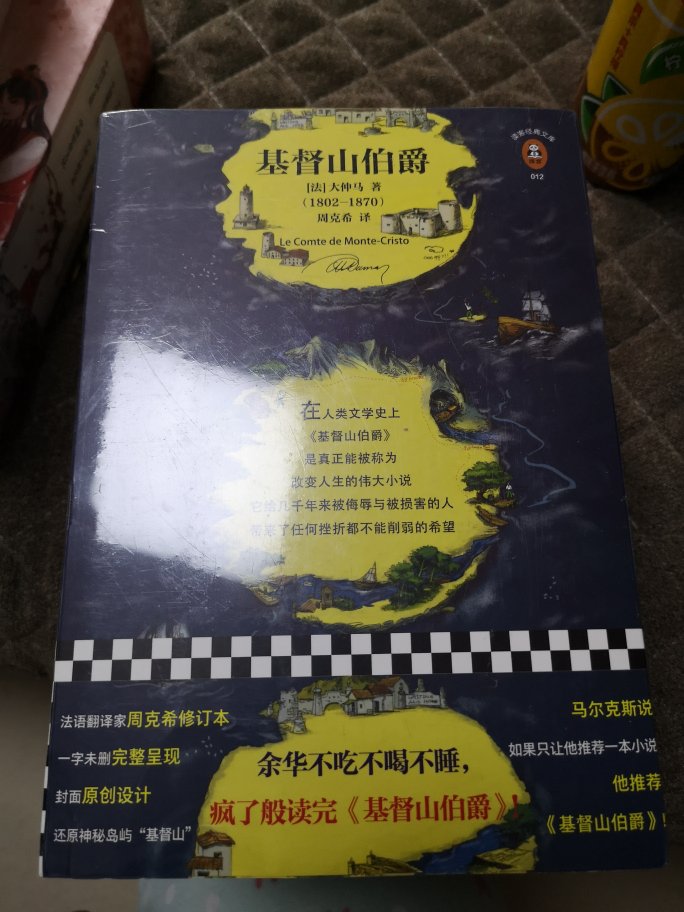 基督山伯爵
[法]大仲马 著
(1802—1870)
周克希 译
Le Comte de Monte-Cristo
读客经典文库
012
在人类文学史上
《基督山伯爵》
是真正能被称为
改变人生的伟大小说
它给几千年来被侮辱与被损害的人
带来了任何挫折都不能削弱的希望
法语翻译家周克希修订本
一字未删完整呈现
封面原创设计
还原神秘岛屿“基督山”
余华不吃不喝不睡，
疯了般读完《基督山伯爵》！
马尔克斯说
如果只让他推荐一本小说
他推荐
《基督山伯爵》！